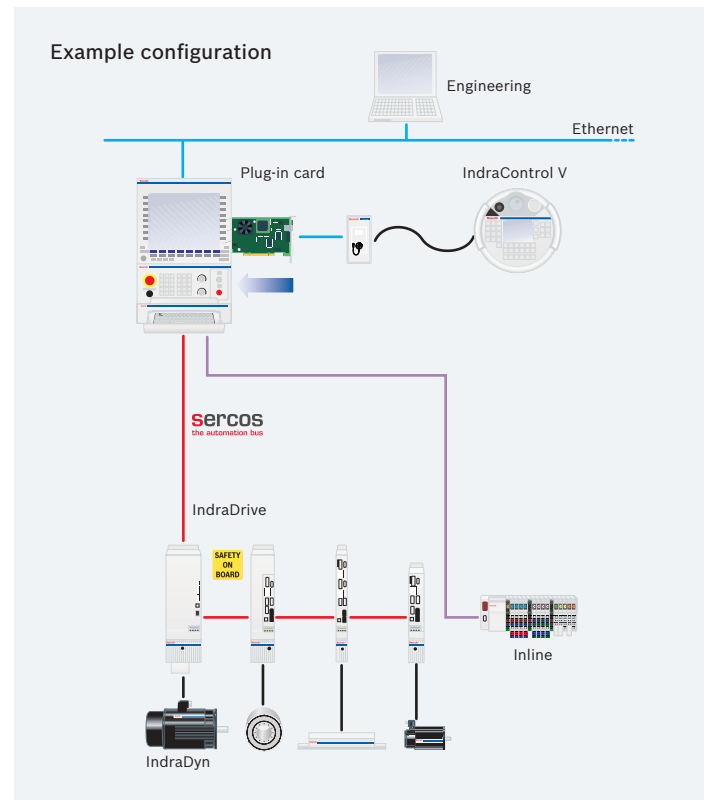 Example configuration
Engineering
Ethernet
Plug-in card
IndraControl V
sercos
the automation bus
IndraDrive
SAFETY
ON
BOARD
Inline
IndraDyn